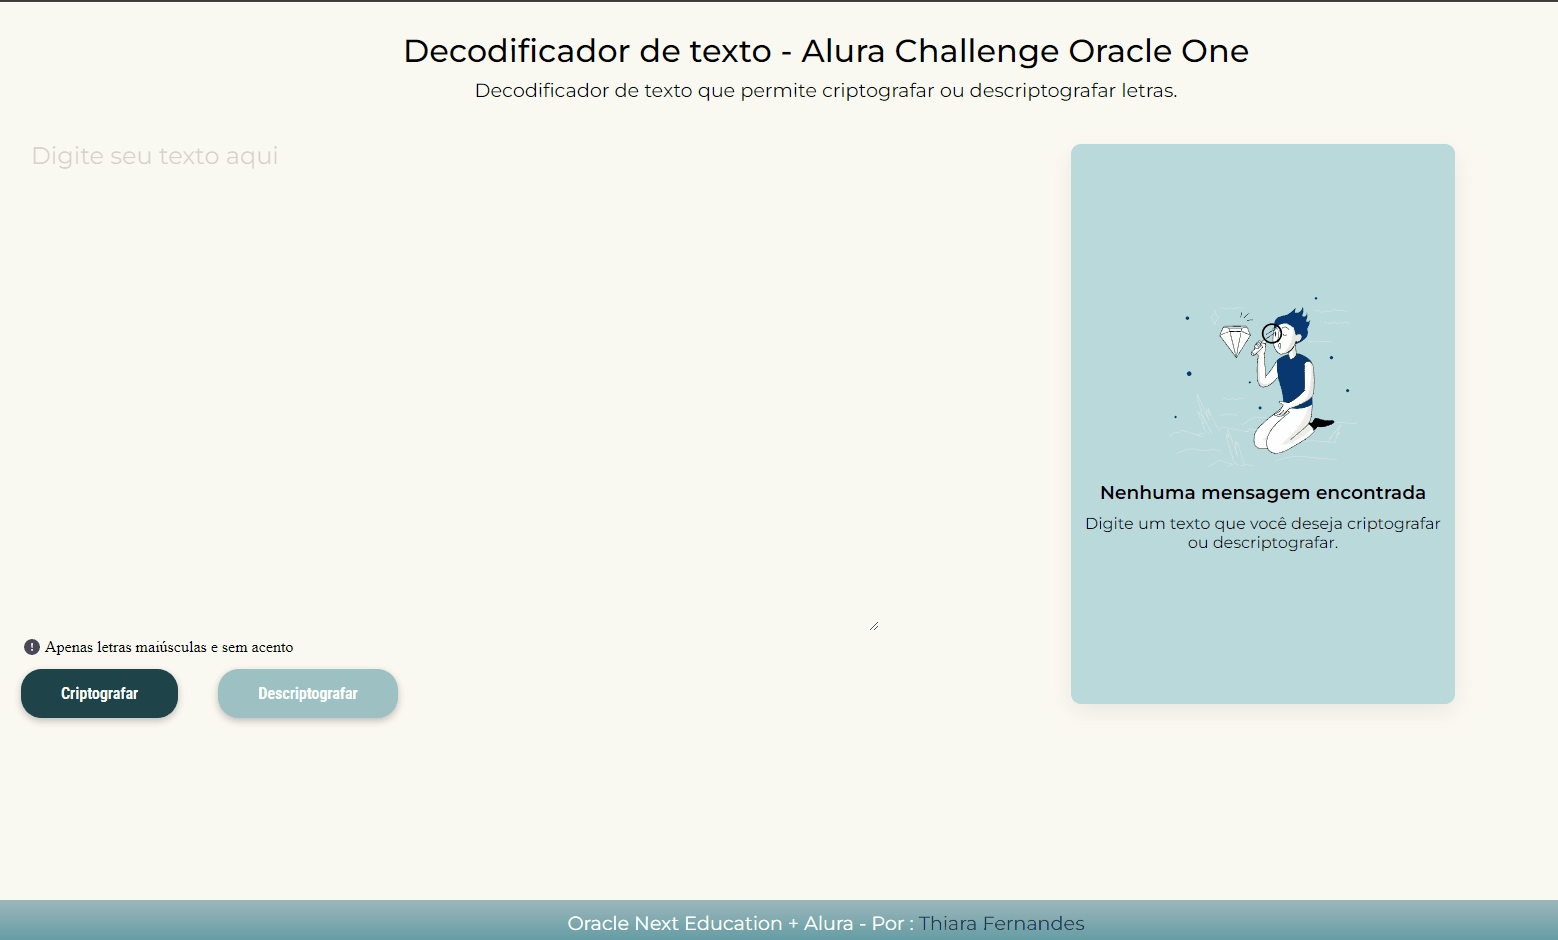 Decodificador de texto - Alura Challenge Oracle One
Decodificador de texto que permite criptografar ou descriptografar letras.
Digite seu texto aqui
Nenhuma mensagem encontrada
Digite um texto que você deseja criptografar
ou descriptografar.
! Apenas letras maiúsculas e sem acento
Criptografar
Descriptografar
Oracle Next Education + Alura - Por : Thiara Fernandes